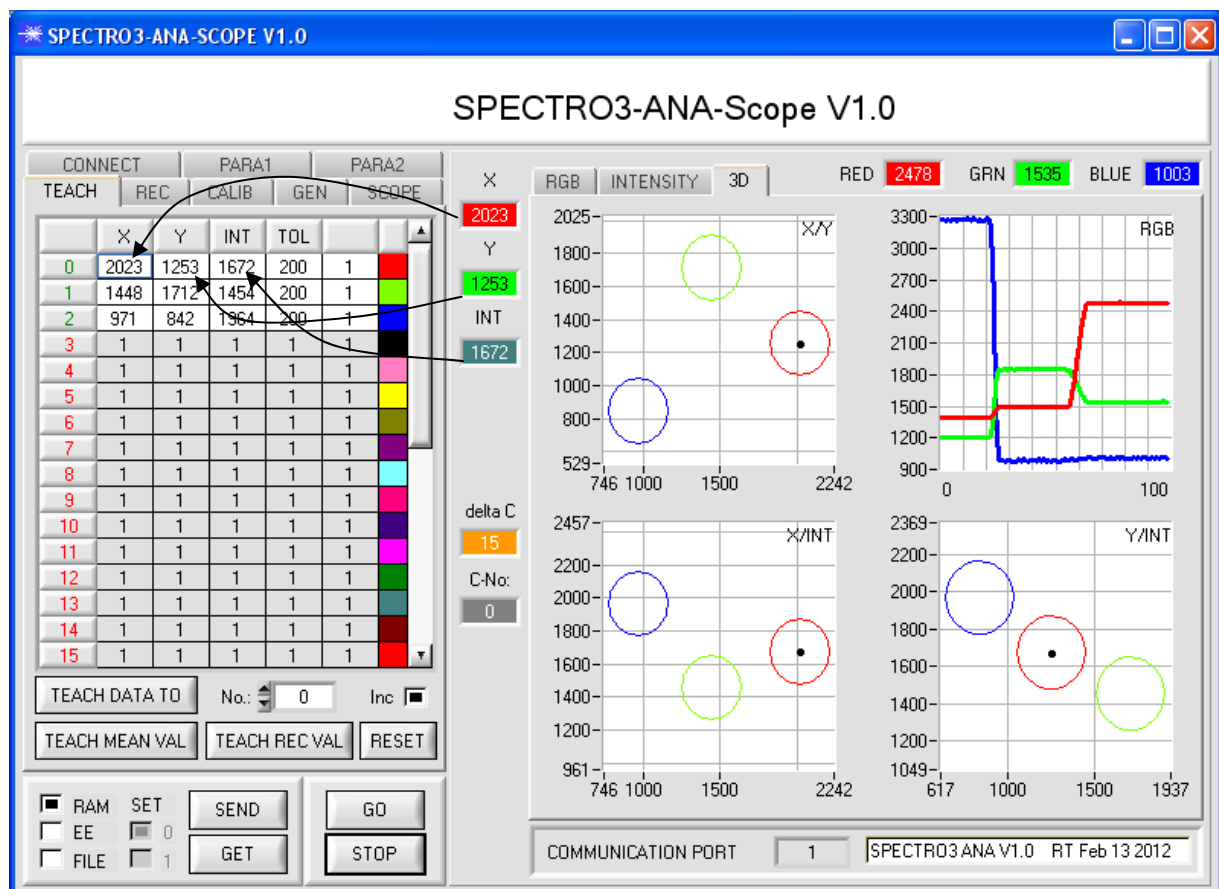 SPECTRO3-ANA-SCOPE V1.0
SPECTRO3-ANA-Scope V1.0
CONNECT PARA1 PARA2
TEACH REC CALIB GEN SCOPE
X Y INT TOL
0 2023 1253 1672 200 1
1 1448 1712 1454 200 1
2 971 842 1964 200 1
3 1 1 1 1 1
4 1 1 1 1 1
5 1 1 1 1 1
6 1 1 1 1 1
7 1 1 1 1 1
8 1 1 1 1 1
9 1 1 1 1 1
10 1 1 1 1 1
11 1 1 1 1 1
12 1 1 1 1 1
13 1 1 1 1 1
14 1 1 1 1 1
15 1 1 1 1 1
TEACH DATA TO No.: 0 Inc
TEACH MEAN VAL TEACH REC VAL RESET
RAM SET SEND GO
EE 0
FILE 1 GET STOP
X
2023
Y
1253
INT
1672
delta C
15
C-No:
0
RGB INTENSITY 3D RED 2478 GRN 1535 BLUE 1003
X/Y
2025
1800
1600
1400
1200
1000
800
529
746 1000 1500 2242
RGB
3300
3000
2700
2400
2100
1800
1500
1200
900
0 100
X/INT
2457
2200
2000
1800
1600
1400
1200
961
746 1000 1500 2242
Y/INT
2369
2200
2000
1800
1600
1400
1200
1049
617 1000 1500 1937
COMMUNICATION PORT 1 SPECTRO3 ANA V1.0 RT Feb 13 2012